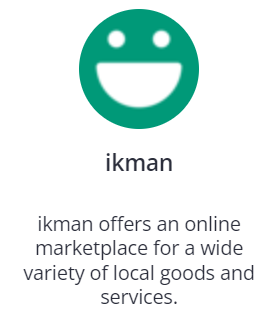 ikman
ikman offers an online
marketplace for a wide
variety of local goods and
services.